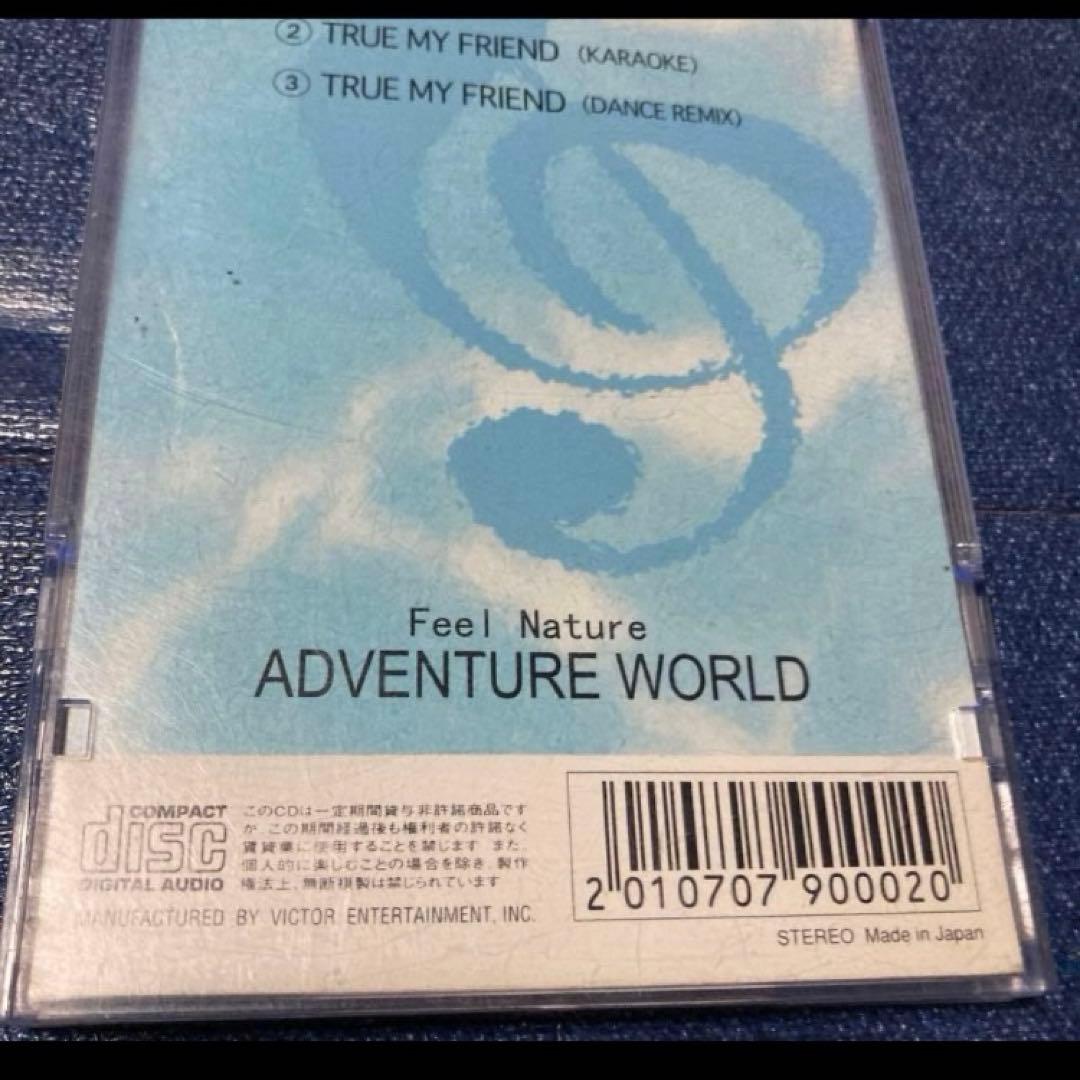 ② TRUE MY FRIEND (KARAOKE)
③ TRUE MY FRIEND (DANCE REMIX)
Feel Nature
ADVENTURE WORLD
COMPACT
disc
DIGITAL AUDIO
このCDは一定期間貸与非許諾商品です
が、この期間経過後も権利者の許諾なく
賃貸業に使用することを禁じます また、
個人的に楽しむことの場合を除き、製作
権法上、無断複製は禁じられています
MANUFACTURED BY VICTOR ENTERTAINMENT, INC.
2 010707 900020
STEREO Made in Japan